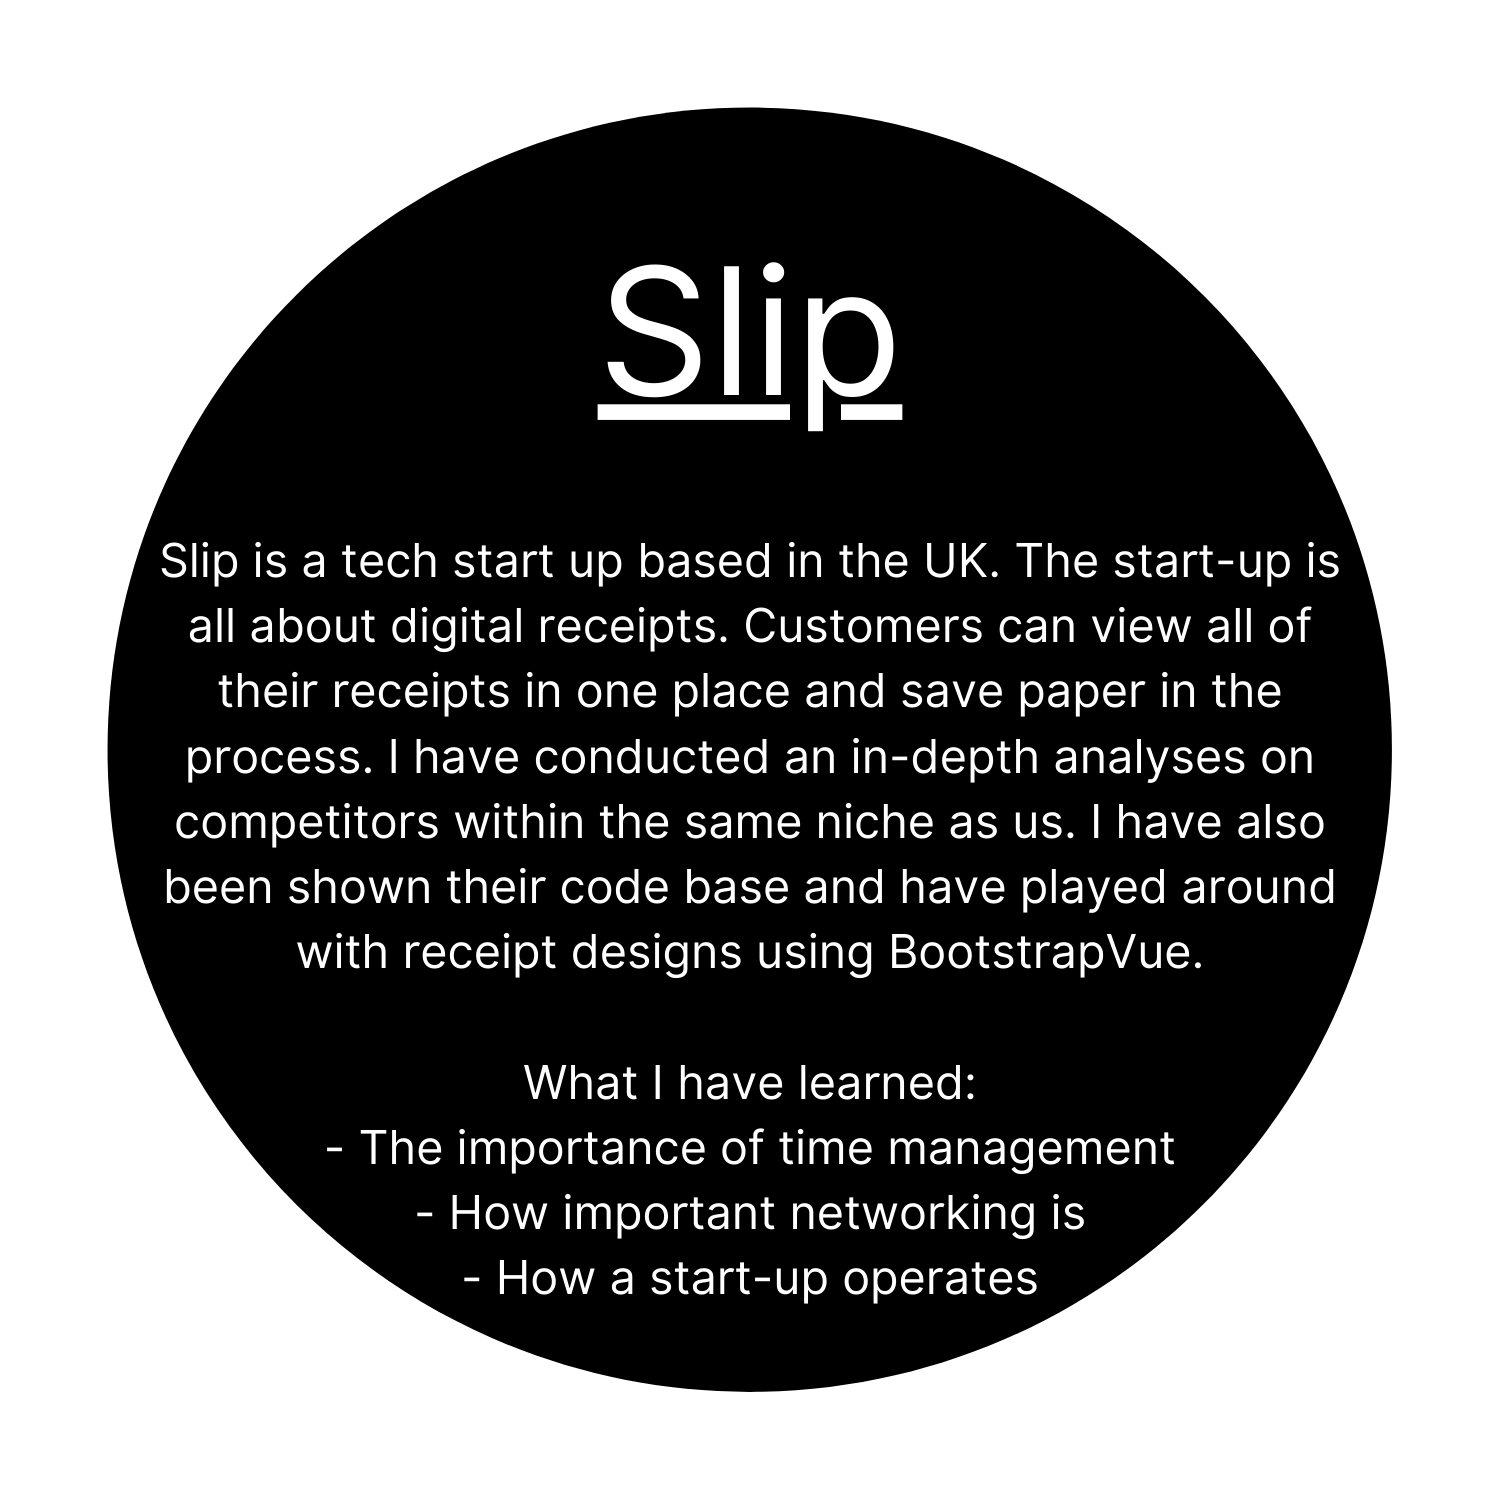 Slip
Slip is a tech start up based in the UK. The start-up is
all about digital receipts. Customers can view all of
their receipts in one place and save paper in the
process. I have conducted an in-depth analyses on
competitors within the same niche as us. I have also
been shown their code base and have played around
with receipt designs using BootstrapVue.
What I have learned:
- The importance of time management
- How important networking is
- How a start-up operates